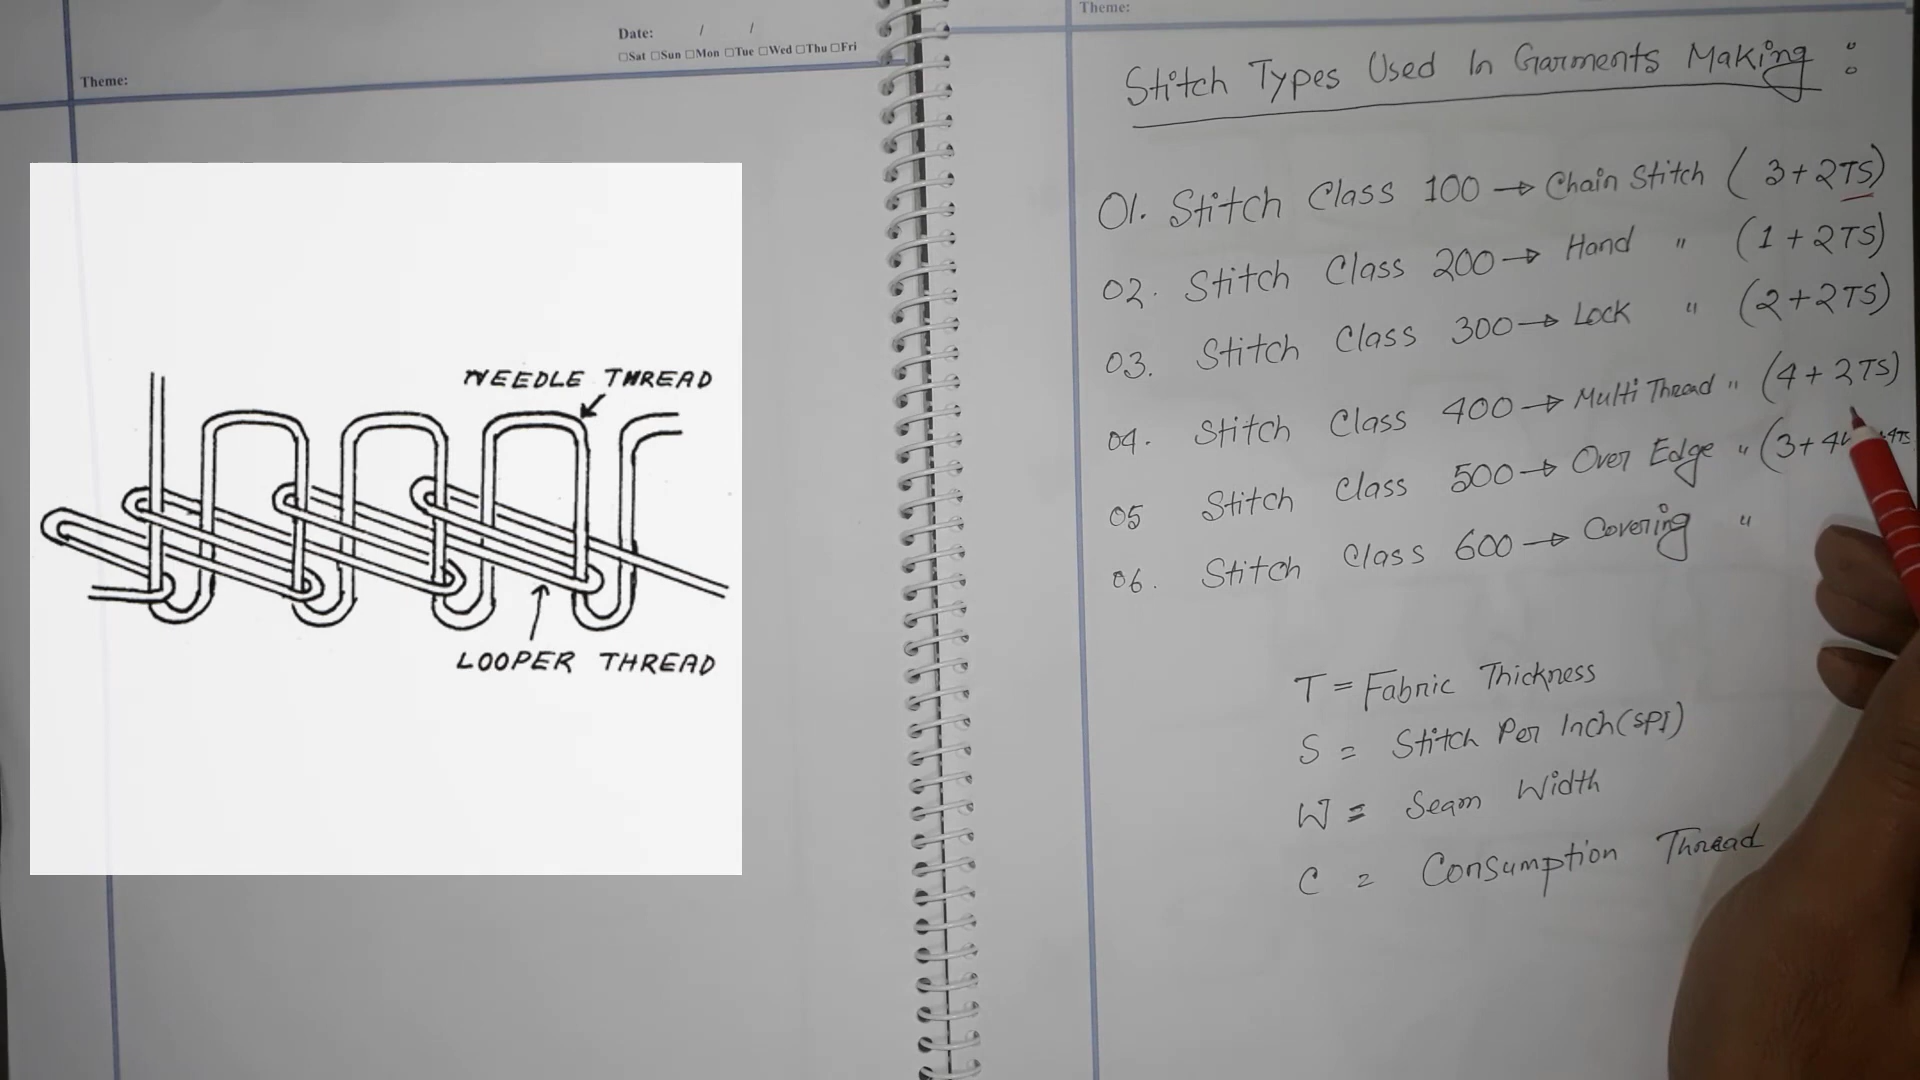 Date: / /
□Sat □Sun □Mon □Tue □Wed □Thu □Fri
Theme:
NEEDLE THREAD
LOOPER THREAD
Theme:
Stitch Types Used In Garments Making :
01. Stitch Class 100 → Chain Stitch ( 3+2TS)
02. Stitch Class 200 → Hand " (1+2TS)
03. Stitch Class 300 → Lock " (2+2TS)
04. Stitch Class 400 → Multi Thread " (4+2TS)
05 Stitch Class 500 → Over Edge " (3+4
06. Stitch Class 600 → Covering "
T = Fabric Thickness
S = Stitch Per Inch(SPI)
W = Seam Width
C = Consumption Thread